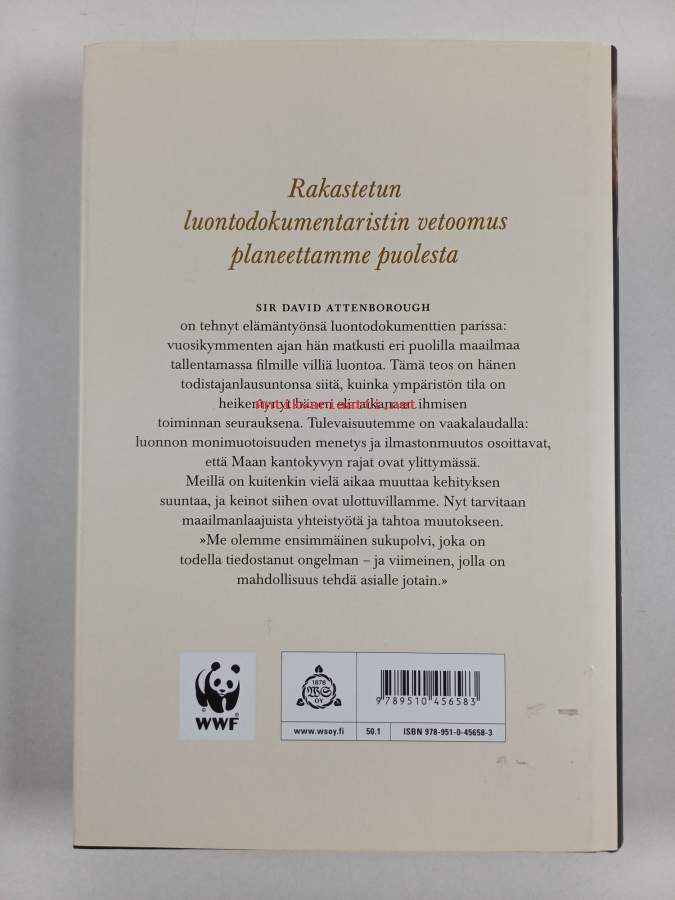 Rakastetun
luontodokumentaristin vetoomus
planeettamme puolesta
SIR DAVID ATTENBOROUGH
on tehnyt elämäntyönsä luontodokumenttien parissa:
vuosikymmenten ajan hän matkusti eri puolilla maailmaa
tallentamassa filmille villiä luontoa. Tämä teos on hänen
todistajanlausuntonsa siitä, kuinka ympäristön tila on
heikentynyt hänen elinaikanaan ihmisen
toiminnan seurauksena. Tulevaisuutemme on vaakalaudalla:
luonnon monimuotoisuuden menetys ja ilmastonmuutos osoittavat,
että Maan kantokyvyn rajat ovat ylittymässä.
Meillä on kuitenkin vielä aikaa muuttaa kehityksen
suuntaa, ja keinot siihen ovat ulottuvillamme. Nyt tarvitaan
maailmanlaajuista yhteistyötä ja tahtoa muutokseen.
»Me olemme ensimmäinen sukupolvi, joka on
todella tiedostanut ongelman – ja viimeinen, jolla on
mahdollisuus tehdä asialle jotain.»
WWF
1878
WS
OY
9 789510 456583
www.wsoy.fi
50.1
ISBN 978-951-0-45658-3